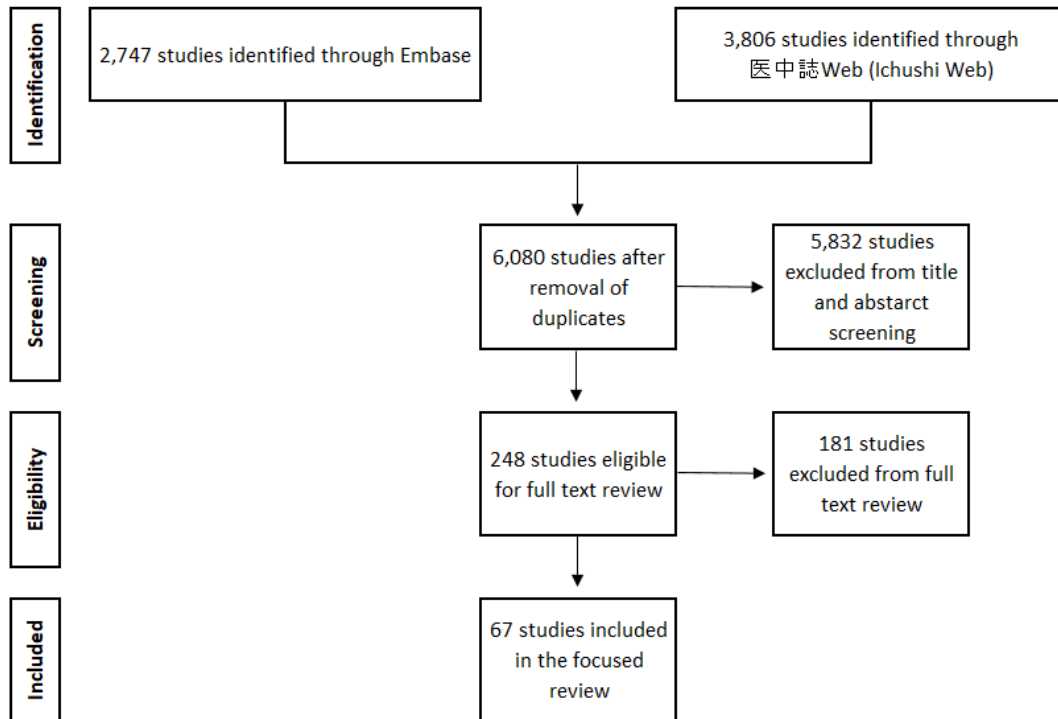 Identification
2,747 studies identified through Embase
3,806 studies identified through
医中誌Web (Ichushi Web)
Screening
6,080 studies after
removal of
duplicates
5,832 studies
excluded from title
and abstarct
screening
Eligibility
248 studies eligible
for full text review
181 studies
excluded from full
text review
Included
67 studies included
in the focused
review